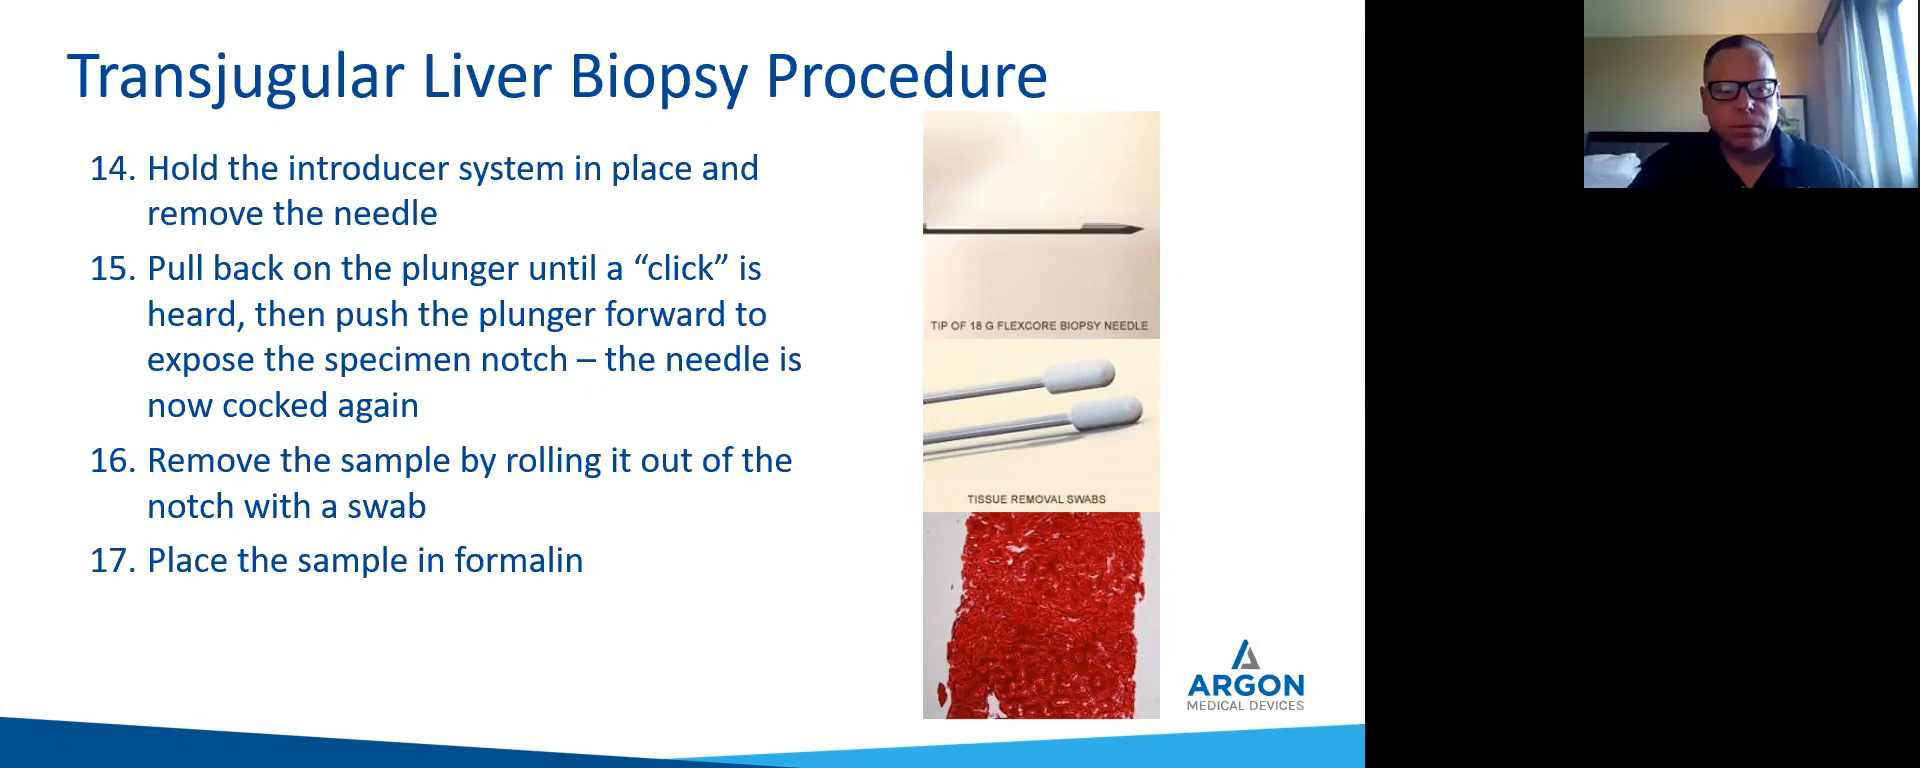 Transjugular Liver Biopsy Procedure
14. Hold the introducer system in place and
remove the needle
15. Pull back on the plunger until a “click” is
heard, then push the plunger forward to
expose the specimen notch – the needle is
now cocked again
16. Remove the sample by rolling it out of the
notch with a swab
17. Place the sample in formalin
TIP OF 18 G FLEXCORE BIOPSY NEEDLE
TISSUE REMOVAL SWABS
ARGON
MEDICAL DEVICES